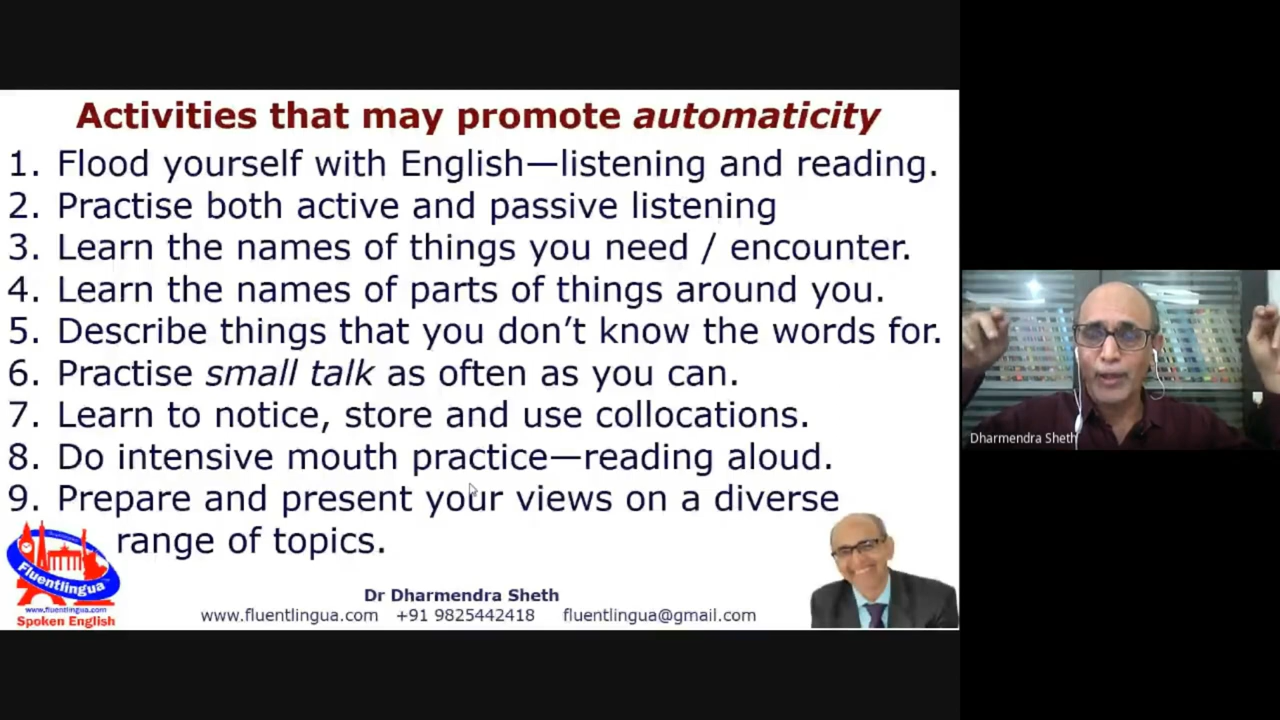 Activities that may promote automaticity
1. Flood yourself with English—listening and reading.
2. Practise both active and passive listening
3. Learn the names of things you need / encounter.
4. Learn the names of parts of things around you.
5. Describe things that you don’t know the words for.
6. Practise small talk as often as you can.
7. Learn to notice, store and use collocations.
8. Do intensive mouth practice—reading aloud.
9. Prepare and present your views on a diverse
range of topics.
Fluentlingua
www.fluentlingua.com
Spoken English
Dr Dharmendra Sheth
www.fluentlingua.com +91 9825442418 fluentlingua@gmail.com
Dharmendra Sheth